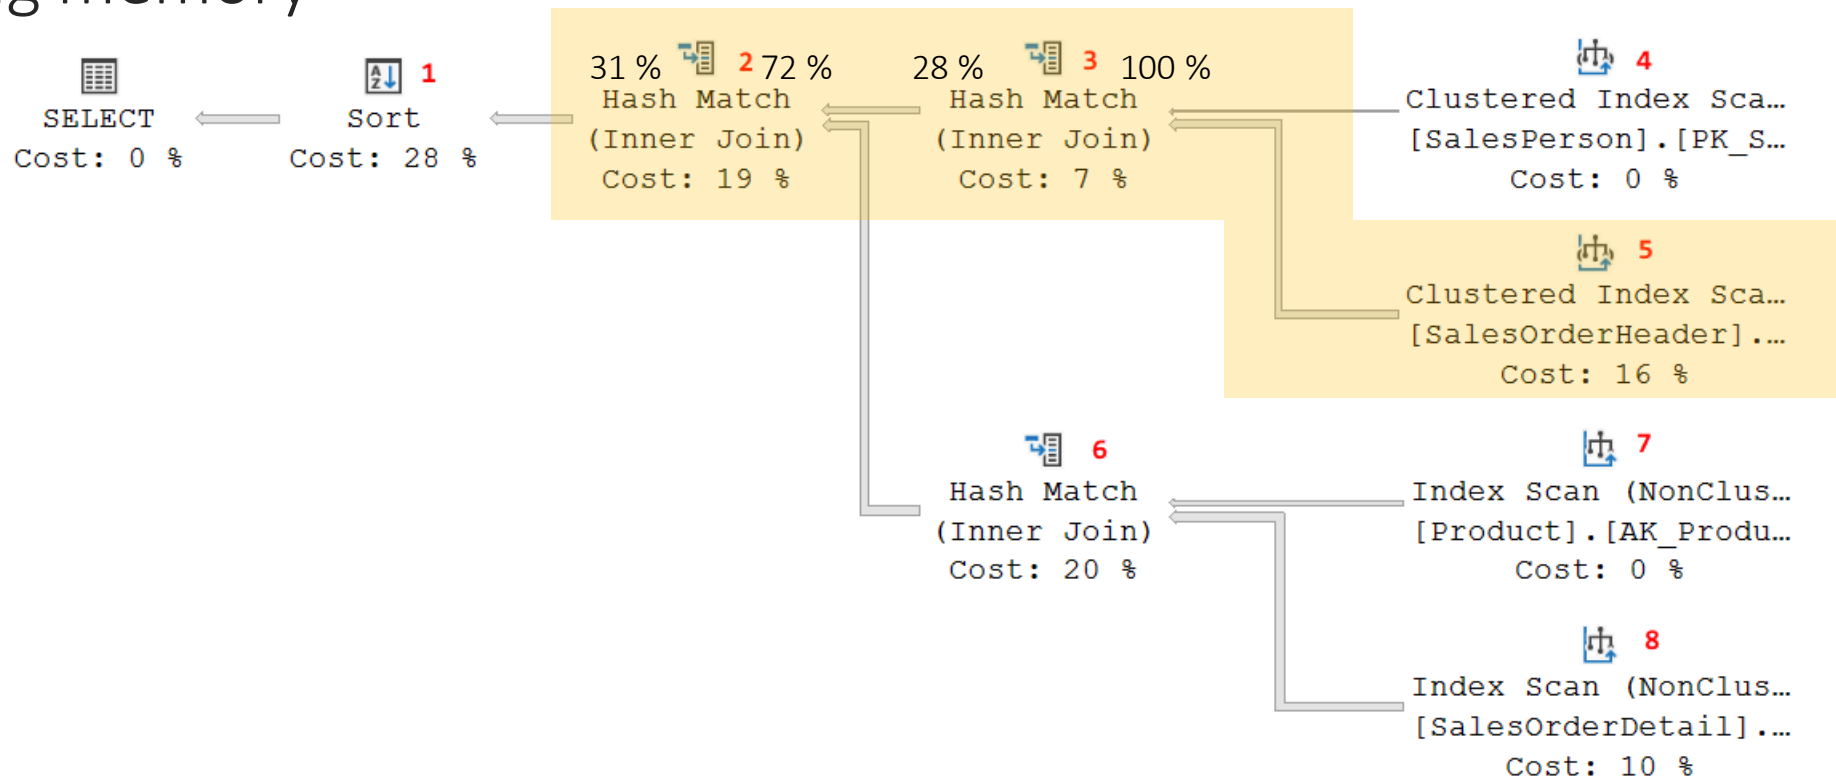 SELECT
Cost: 0 %
1
Sort
Cost: 28 %
31 % 2 72 %
Hash Match
(Inner Join)
Cost: 19 %
28 % 3 100 %
Hash Match
(Inner Join)
Cost: 7 %
4
Clustered Index Sca…
[SalesPerson].[PK_S…
Cost: 0 %
5
Clustered Index Sca…
[SalesOrderHeader].…
Cost: 16 %
6
Hash Match
(Inner Join)
Cost: 20 %
7
Index Scan (NonClus…
[Product].[AK_Produ…
Cost: 0 %
8
Index Scan (NonClus…
[SalesOrderDetail].…
Cost: 10 %